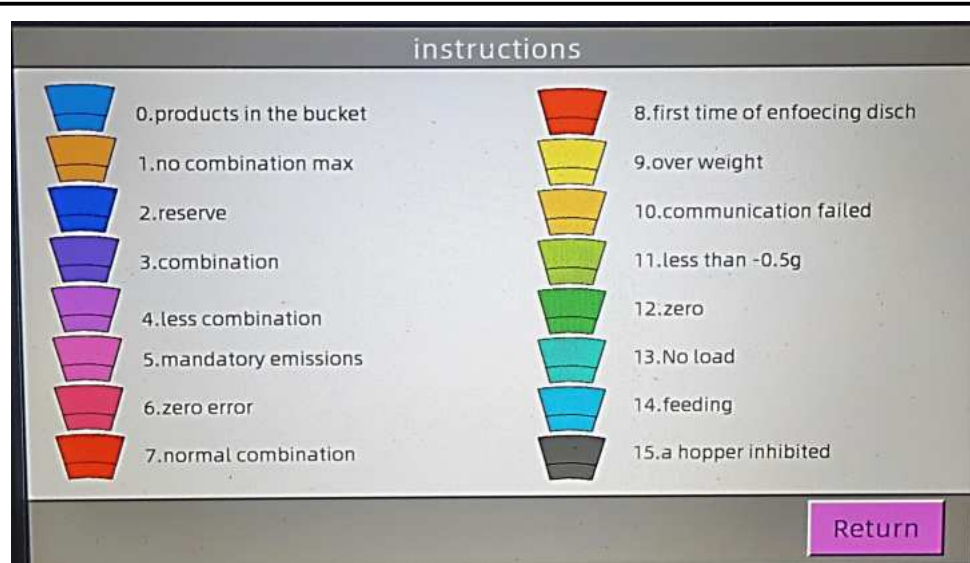 instructions
0.products in the bucket
1.no combination max
2.reserve
3.combination
4.less combination
5.mandatory emissions
6.zero error
7.normal combination
8.first time of enfoecing disch
9.over weight
10.communication failed
11.less than -0.5g
12.zero
13.No load
14.feeding
15.a hopper inhibited
Return